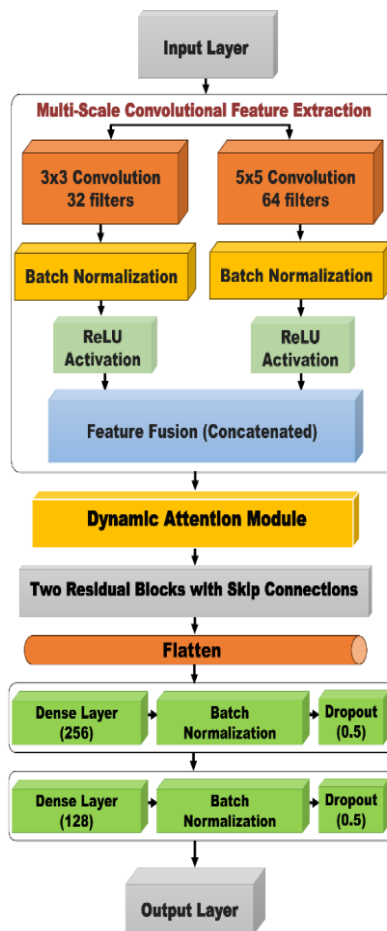 Input Layer
Multi-Scale Convolutional Feature Extraction
3x3 Convolution
32 filters
5x5 Convolution
64 filters
Batch Normalization
Batch Normalization
ReLU
Activation
ReLU
Activation
Feature Fusion (Concatenated)
Dynamic Attention Module
Two Residual Blocks with Skip Connections
Flatten
Dense Layer
(256)
Batch
Normalization
Dropout
(0.5)
Dense Layer
(128)
Batch
Normalization
Dropout
(0.5)
Output Layer